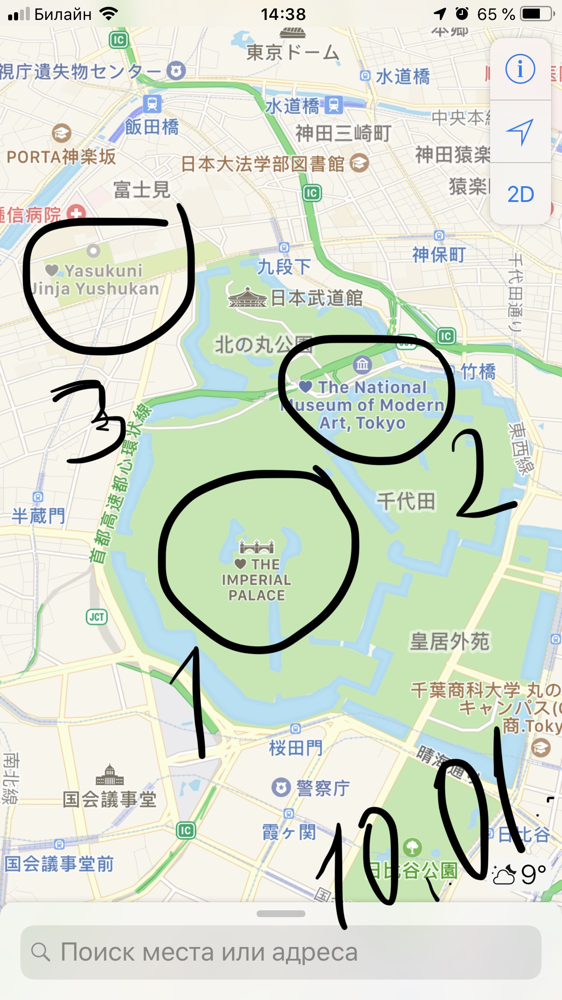 Билайн
14:38
65 %
本郷
IC
東京ドーム
視庁遺失物センター
水道橋
水道橋
飯田橋
中央本
神田三崎町
PORTA神楽坂
日本大法学部図書館
神田猿楽
猿楽
2D
富士見
IC
逓信病院
神保町
九段下
Yasukuni
Jinja Yushukan
千代田通り
日本武道館
北の丸公園
IC
JCT
竹橋
The National
Museum of Modern
Art, Tokyo
3
首都高速都心環状線
2
東西線
千代田
半蔵門
THE
IMPERIAL
PALACE
JCT
皇居外苑
1
千葉商科大学 丸の
キャンパス(
商.Toky
桜田門
晴海通り
南北線
警察庁
国会議事堂
IC
霞ヶ関
日比谷
国会議事堂前
日比谷公園
10.01
9°
国
Поиск места или адреса